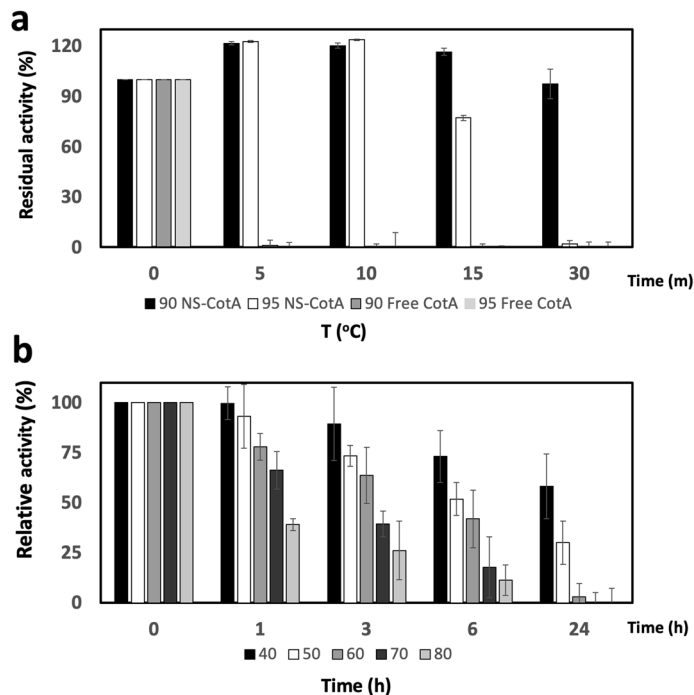 a
Residual activity (%)
120
90
60
30
0
0 5 10 15 30 Time (m)
90 NS-CotA 95 NS-CotA 90 Free CotA 95 Free CotA
T (°C)
b
Relative activity (%)
100
75
50
25
0
0 1 3 6 24 Time (h)
40 50 60 70 80
Time (h)